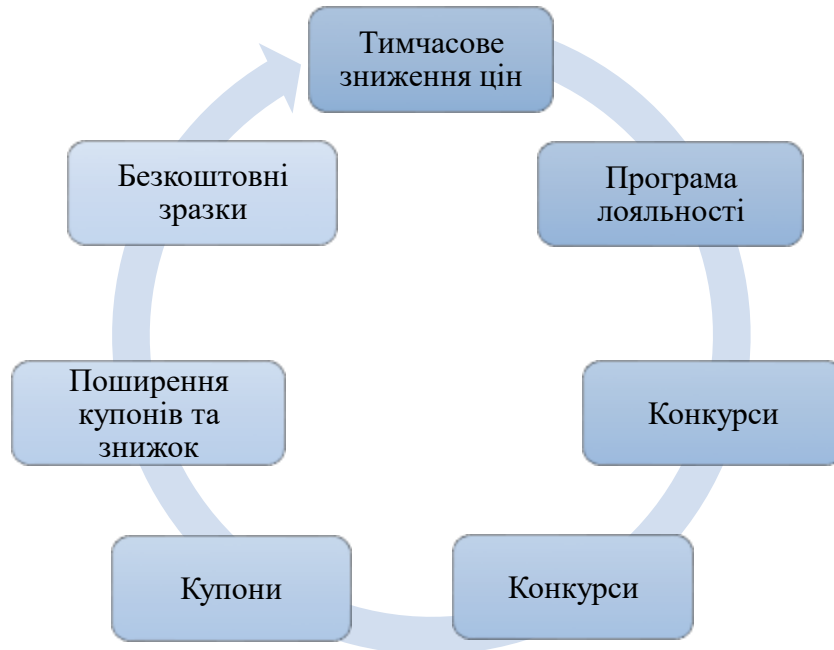 Тимчасове
зниження цін
Програма
лояльності
Конкурси
Конкурси
Купони
Поширення
купонів та
знижок
Безкоштовні
зразки